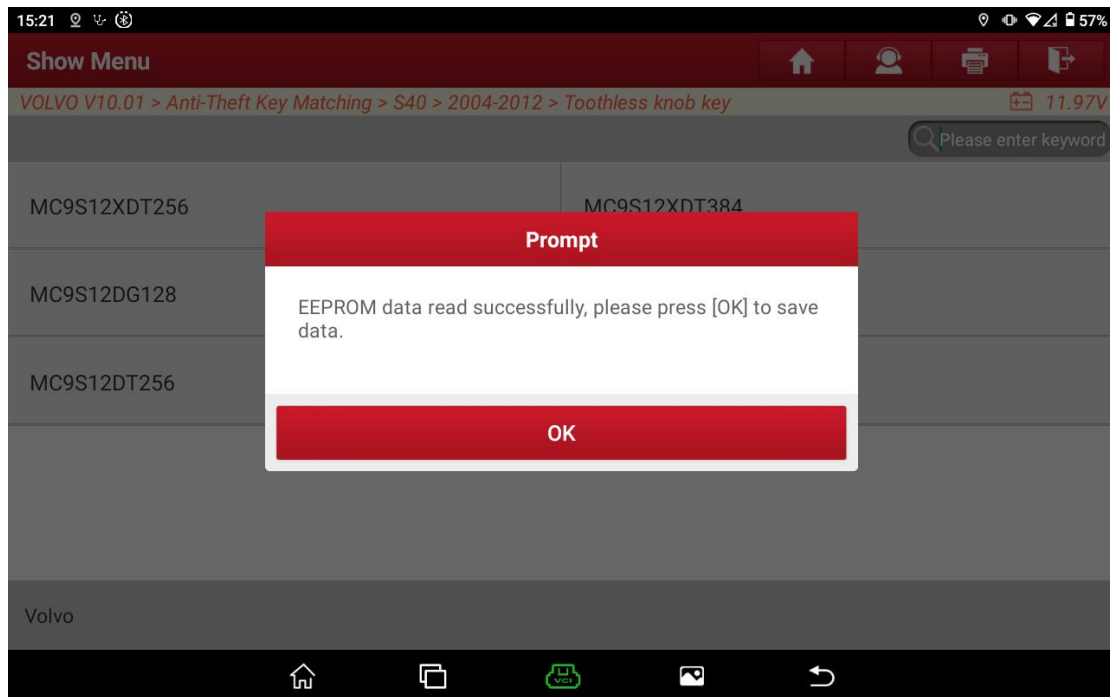 15:21
57%
Show Menu
VOLVO V10.01 > Anti-Theft Key Matching > S40 > 2004-2012 > Toothless knob key
11.97V
Please enter keyword
MC9S12XDT256
MC9S12XDT384
Prompt
MC9S12DG128
EEPROM data read successfully, please press [OK] to save
data.
MC9S12DT256
OK
Volvo
VCI